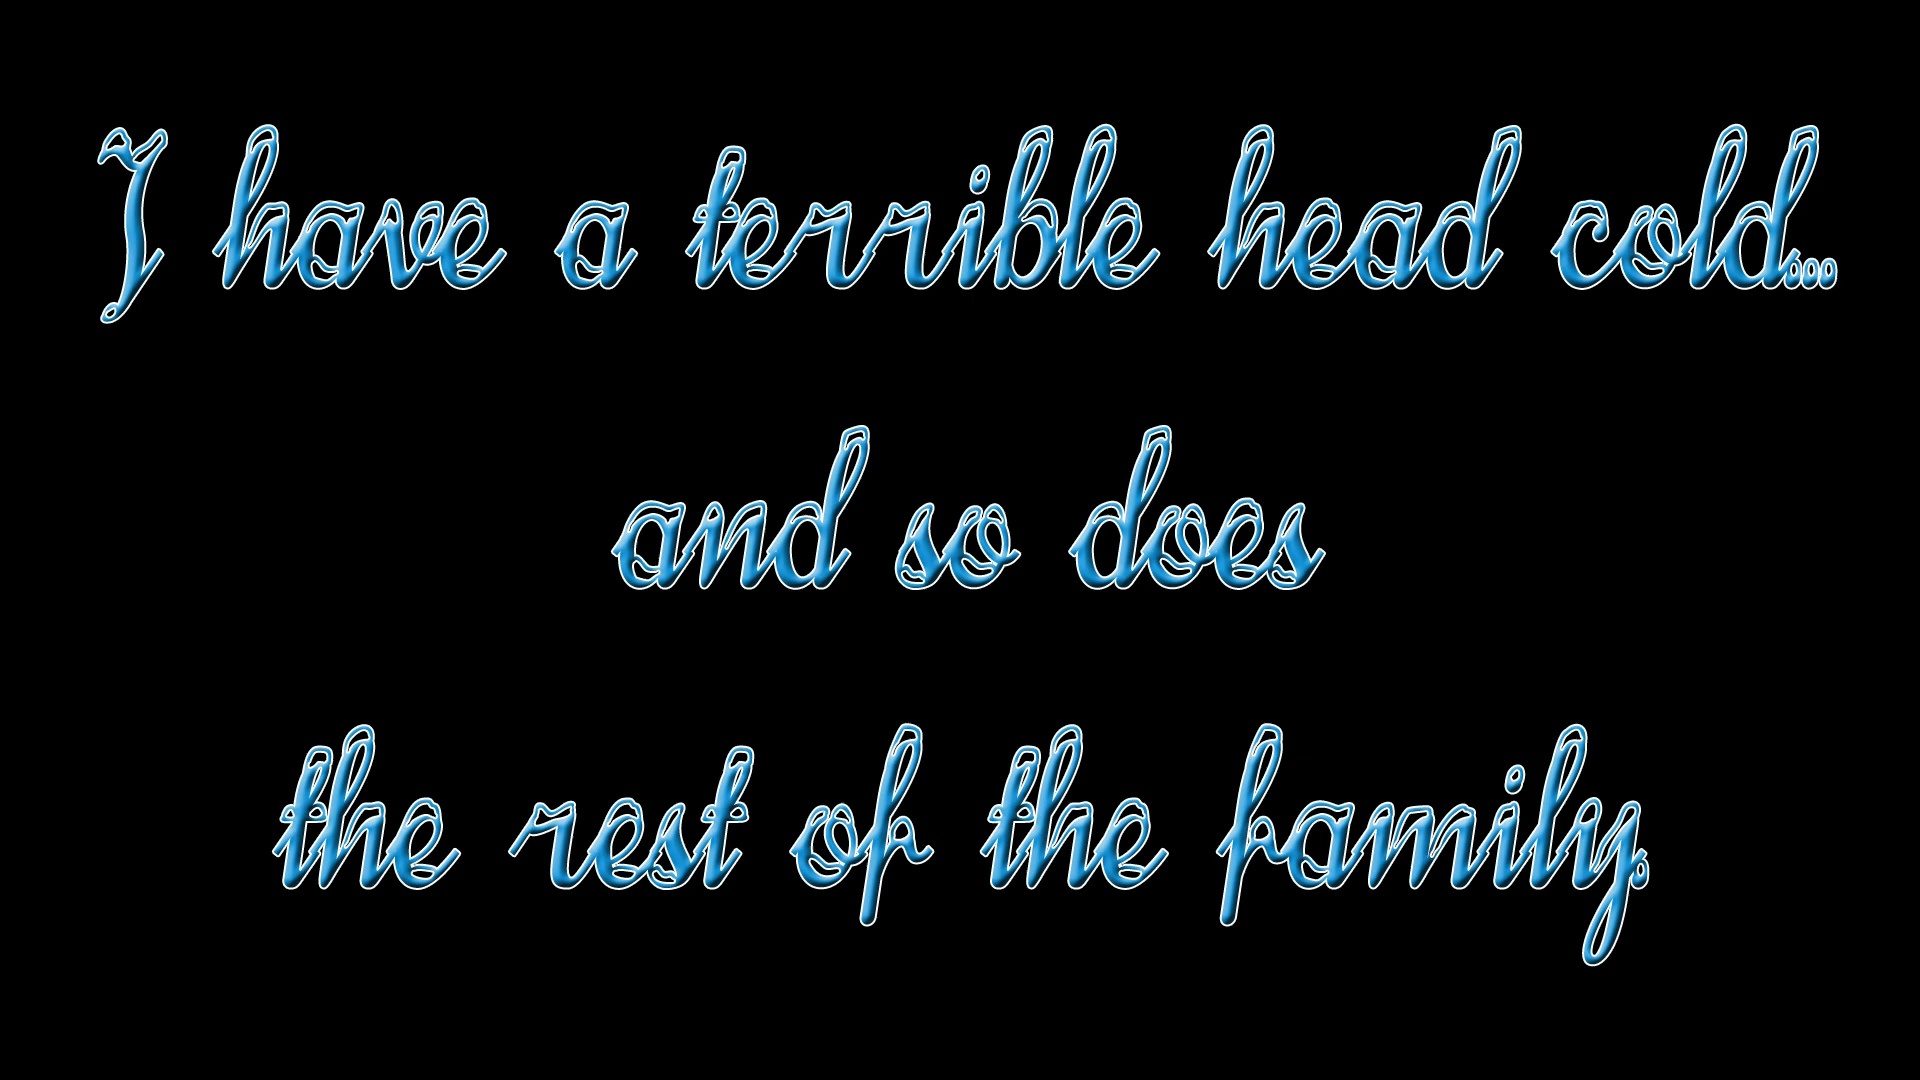 I have a terrible head cold...
and so does
the rest of the family.